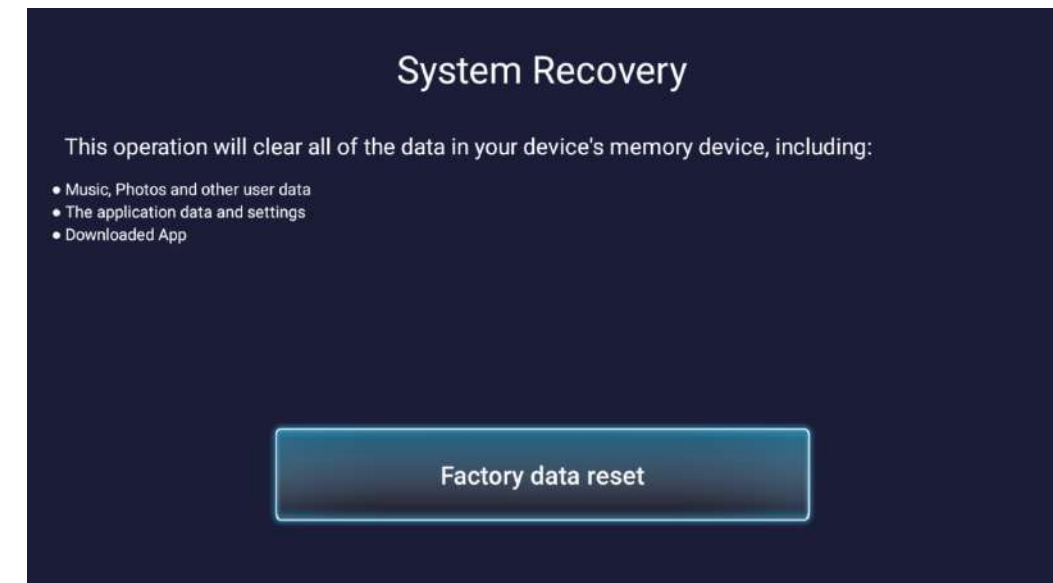 System Recovery
This operation will clear all of the data in your device's memory device, including:
● Music, Photos and other user data
● The application data and settings
● Downloaded App
Factory data reset